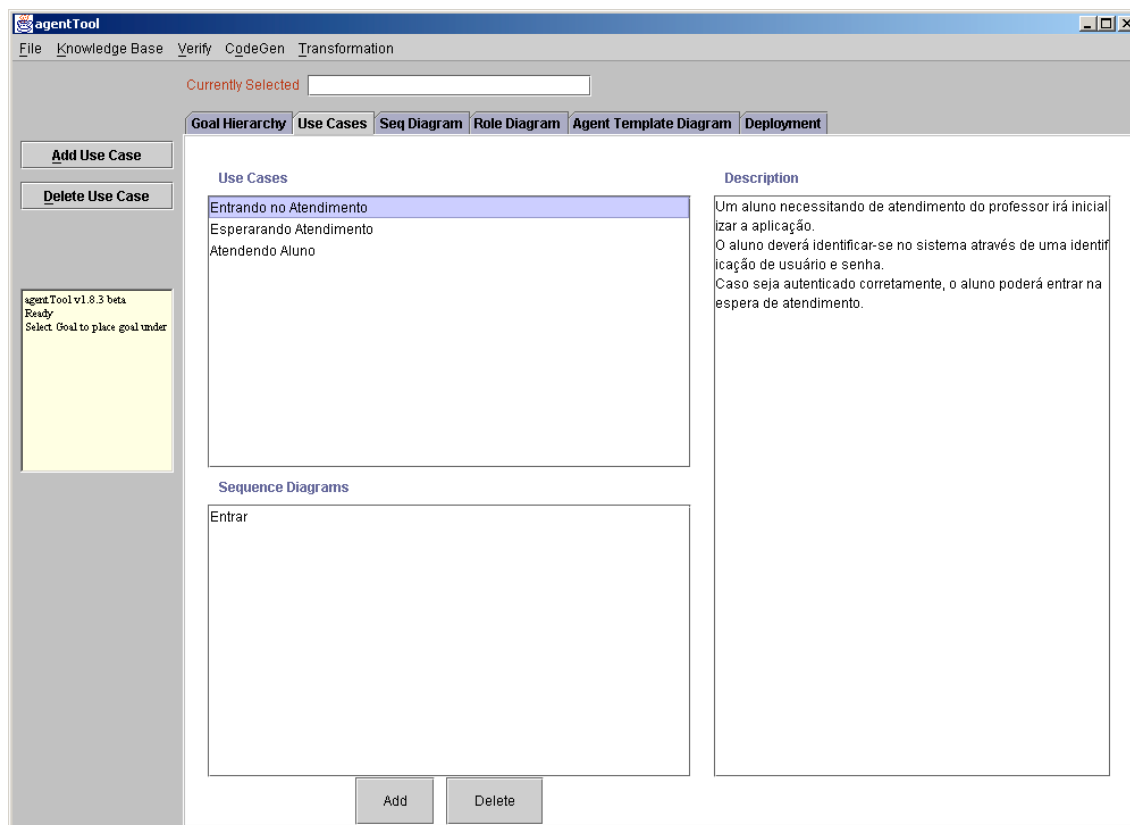 agentTool
File Knowledge Base Verify CodeGen Transformation
Currently Selected
Goal Hierarchy Use Cases Seq Diagram Role Diagram Agent Template Diagram Deployment
Add Use Case
Delete Use Case
agentTool v1.8.3 beta
Ready
Select Goal to place goal under
Use Cases
Entrando no Atendimento
Esperarando Atendimento
Atendendo Aluno
Sequence Diagrams
Entrar
Add Delete
Description
Um aluno necessitando de atendimento do professor irá inicial
izar a aplicação.
O aluno deverá identificar-se no sistema através de uma identif
icação de usuário e senha.
Caso seja autenticado corretamente, o aluno poderá entrar na
espera de atendimento.